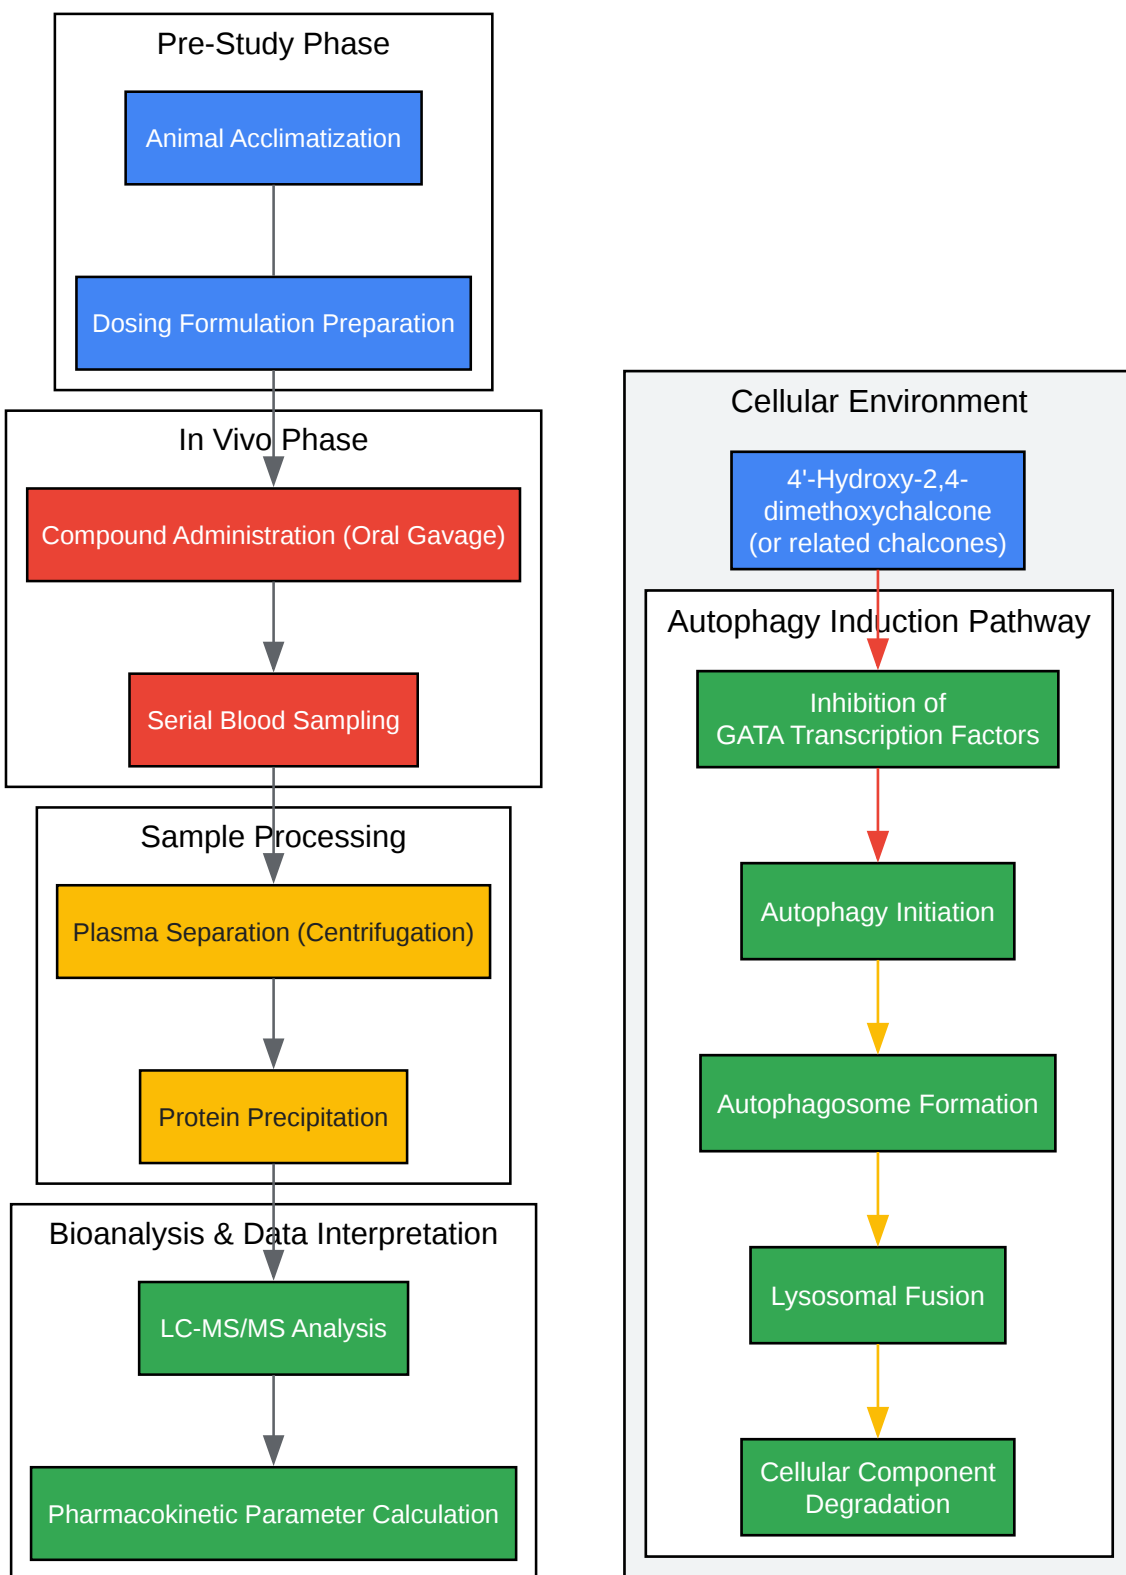 Pre-Study Phase
Animal Acclimatization
Dosing Formulation Preparation
In Vivo Phase
Compound Administration (Oral Gavage)
Serial Blood Sampling
Sample Processing
Plasma Separation (Centrifugation)
Protein Precipitation
Bioanalysis & Data Interpretation
LC-MS/MS Analysis
Pharmacokinetic Parameter Calculation
Cellular Environment
4'-Hydroxy-2,4-
dimethoxychalcone
(or related chalcones)
Autophagy Induction Pathway
Inhibition of
GATA Transcription Factors
Autophagy Initiation
Autophagosome Formation
Lysosomal Fusion
Cellular Component
Degradation